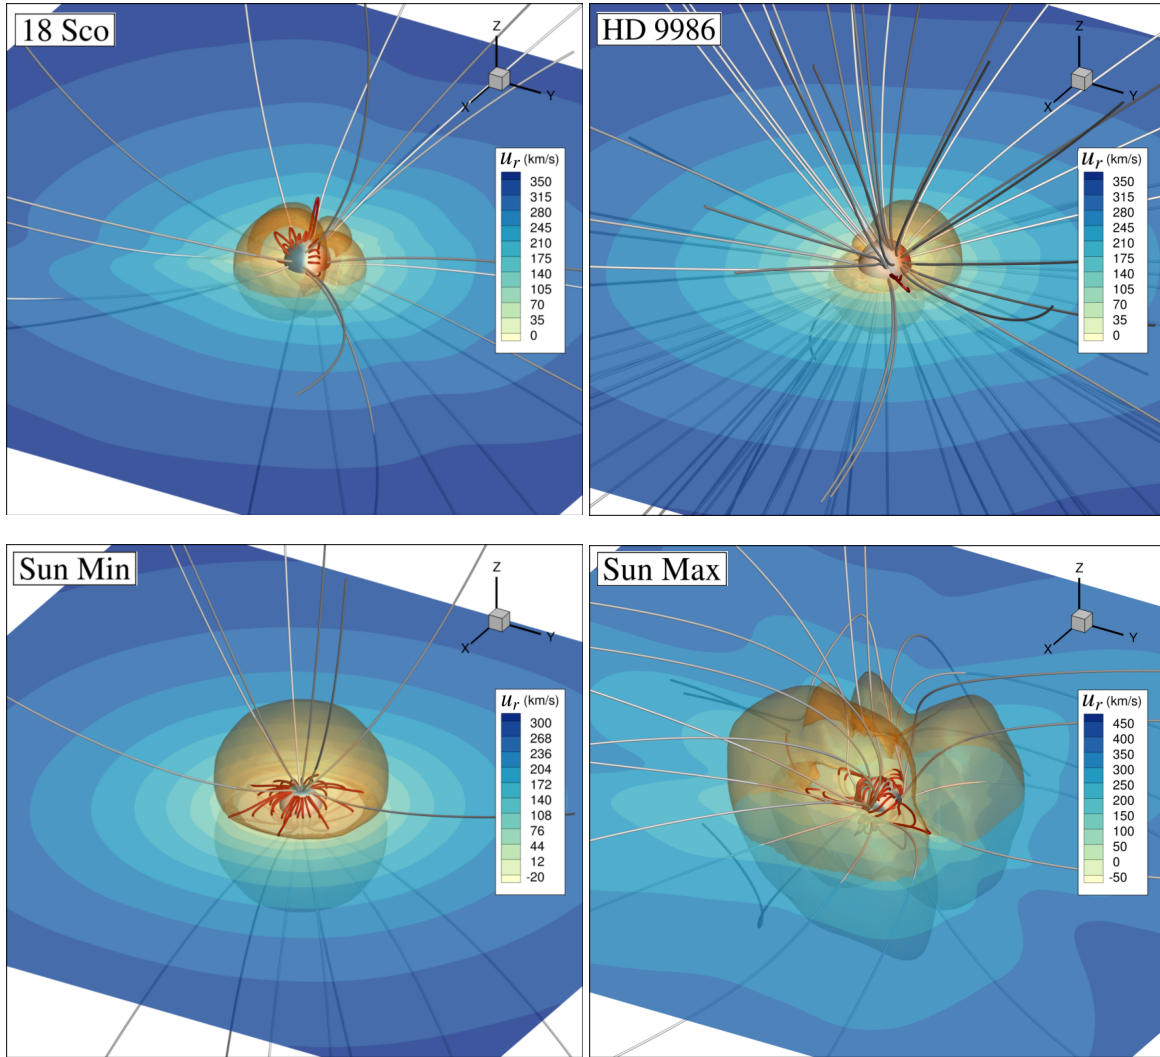 18 Sco
Z
X
Y
u_r (km/s)
350
315
280
245
210
175
140
105
70
35
0
HD 9986
Z
X
Y
u_r (km/s)
350
315
280
245
210
175
140
105
70
35
0
Sun Min
Z
X
Y
u_r (km/s)
300
268
236
204
172
140
108
76
44
12
-20
Sun Max
Z
X
Y
u_r (km/s)
450
400
350
300
250
200
150
100
50
0
-50